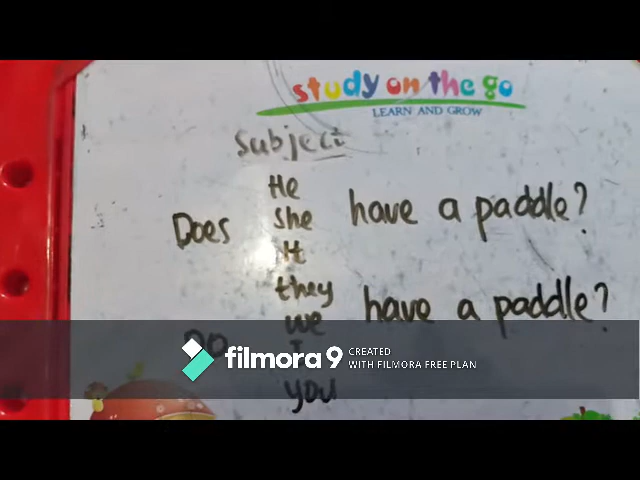 study on the go
LEARN AND GROW
Subject
He
Does she have a paddle?
It
they
Do we have a paddle?
I
you
filmora 9
CREATED
WITH FILMORA FREE PLAN